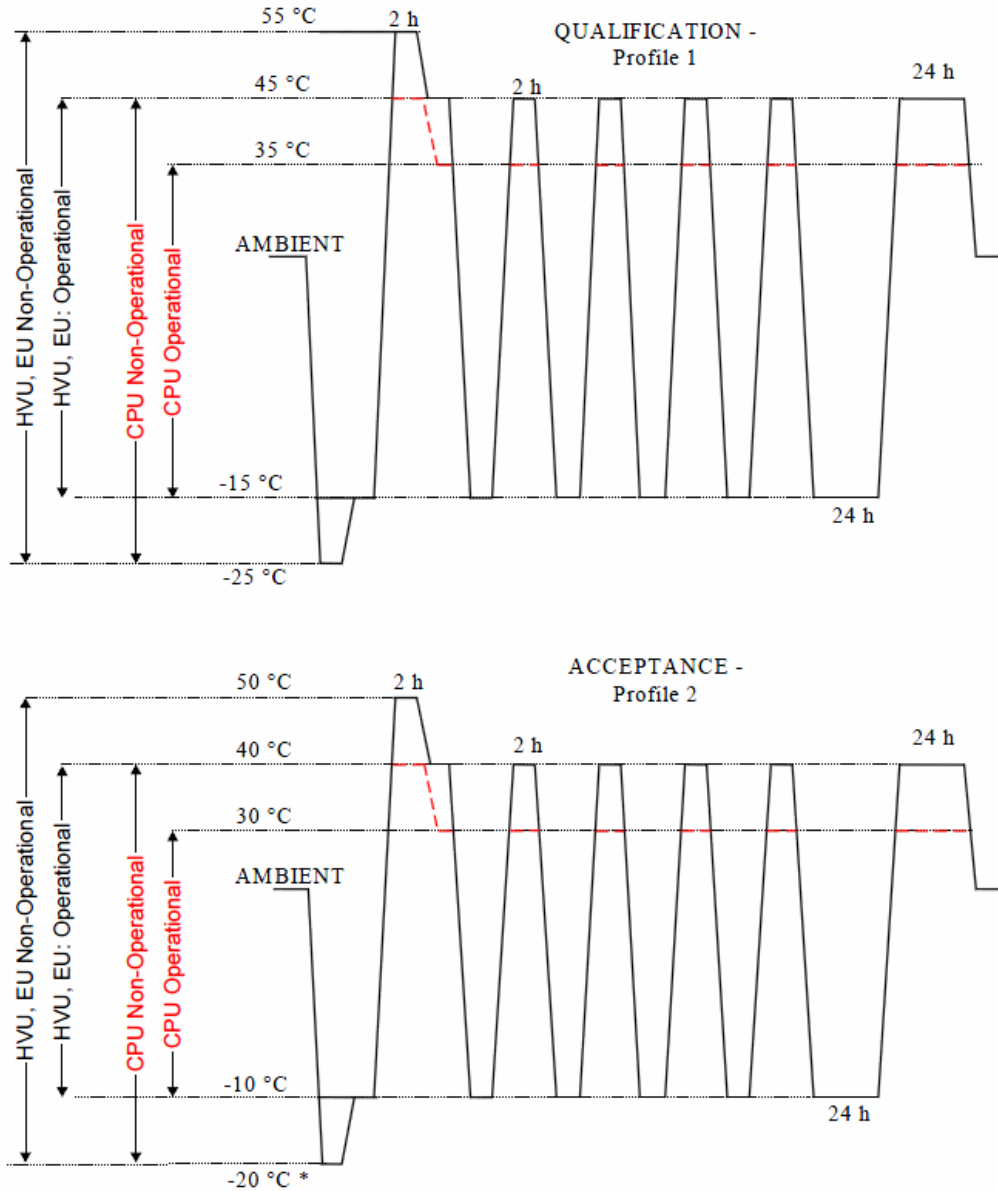 55 °C
2 h
QUALIFICATION -
Profile 1
45 °C
2 h
24 h
35 °C
AMBIENT
HVU, EU Non-Operational
HVU, EU: Operational
CPU Non-Operational
CPU Operational
-15 °C
24 h
-25 °C
ACCEPTANCE -
Profile 2
50 °C
2 h
40 °C
2 h
24 h
30 °C
AMBIENT
HVU, EU Non-Operational
HVU, EU: Operational
CPU Non-Operational
CPU Operational
-10 °C
24 h
-20 °C *